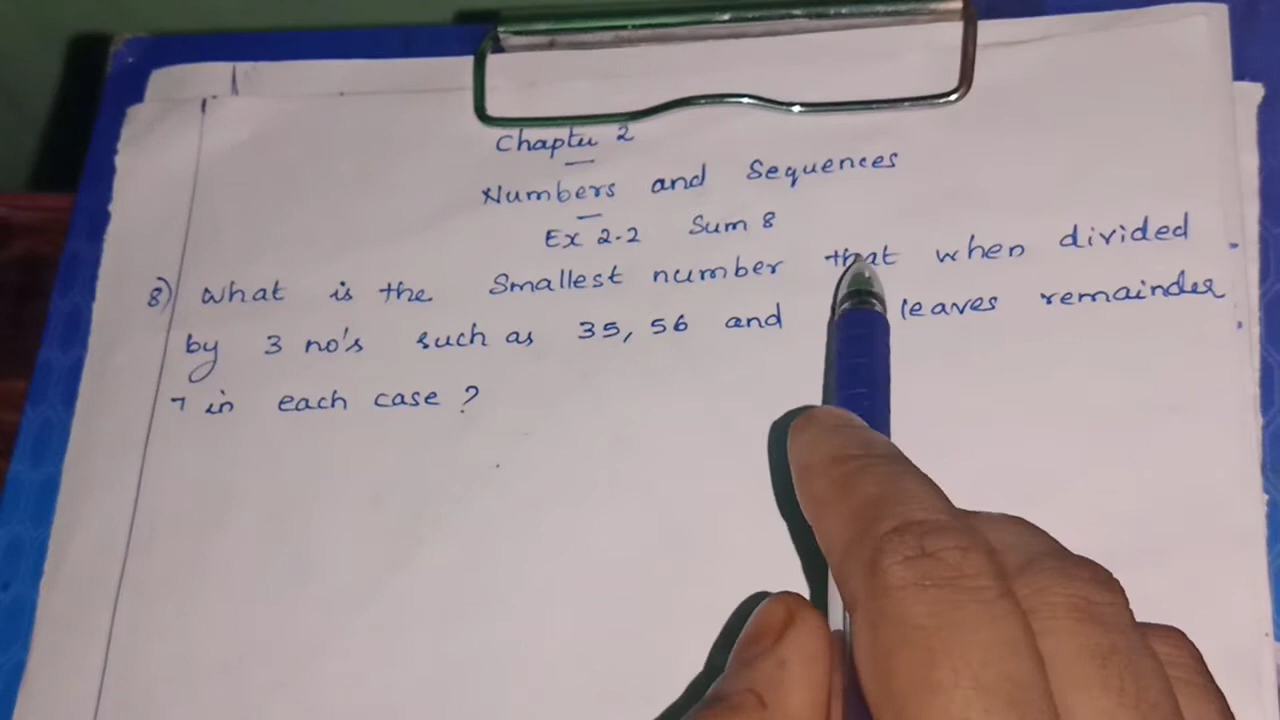 Chapter 2
Numbers and Sequences
Ex 2.2 Sum 8
8) What is the Smallest number that when divided
by 3 no's such as 35, 56 and leaves remainder
7 in each case ?